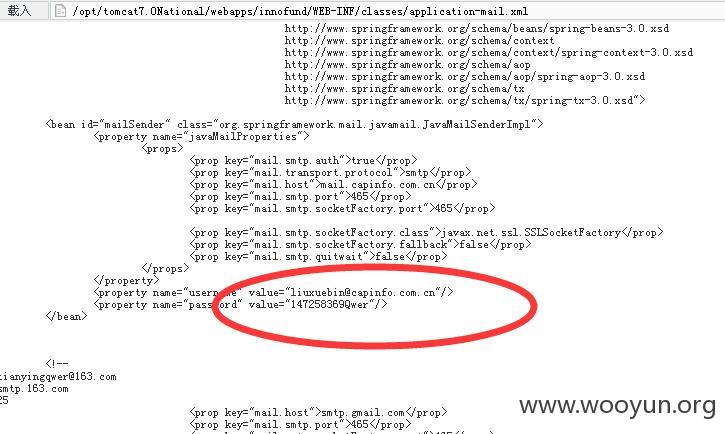 载入 /opt/tomcat7.0National/webapps/innofund/WEB-INF/classes/application-mail.xml
http://www.springframework.org/schema/beans/spring-beans-3.0.xsd
http://www.springframework.org/schema/context
http://www.springframework.org/schema/context/spring-context-3.0.xsd
http://www.springframework.org/schema/aop
http://www.springframework.org/schema/aop/spring-aop-3.0.xsd
http://www.springframework.org/schema/tx
http://www.springframework.org/schema/tx/spring-tx-3.0.xsd">
<bean id="mailSender" class="org.springframework.mail.javamail.JavaMailSenderImpl">
<property name="javaMailProperties">
<props>
<prop key="mail.smtp.auth">true</prop>
<prop key="mail.transport.protocol">smtp</prop>
<prop key="mail.host">mail.capinfo.com.cn</prop>
<prop key="mail.smtp.port">465</prop>
<prop key="mail.smtp.socketFactory.port">465</prop>
<prop key="mail.smtp.socketFactory.class">javax.net.ssl.SSLSocketFactory</prop>
<prop key="mail.smtp.socketFactory.fallback">false</prop>
<prop key="mail.smtp.quitwait">false</prop>
</props>
</property>
<property name="username" value="liuxuebin@capinfo.com.cn"/>
<property name="password" value="147258369Qwer"/>
</bean>
<!--
smtp.163.com
25
<prop key="mail.host">smtp.gmail.com</prop>
<prop key="mail.smtp.port">465</prop>
www.wooyun.org